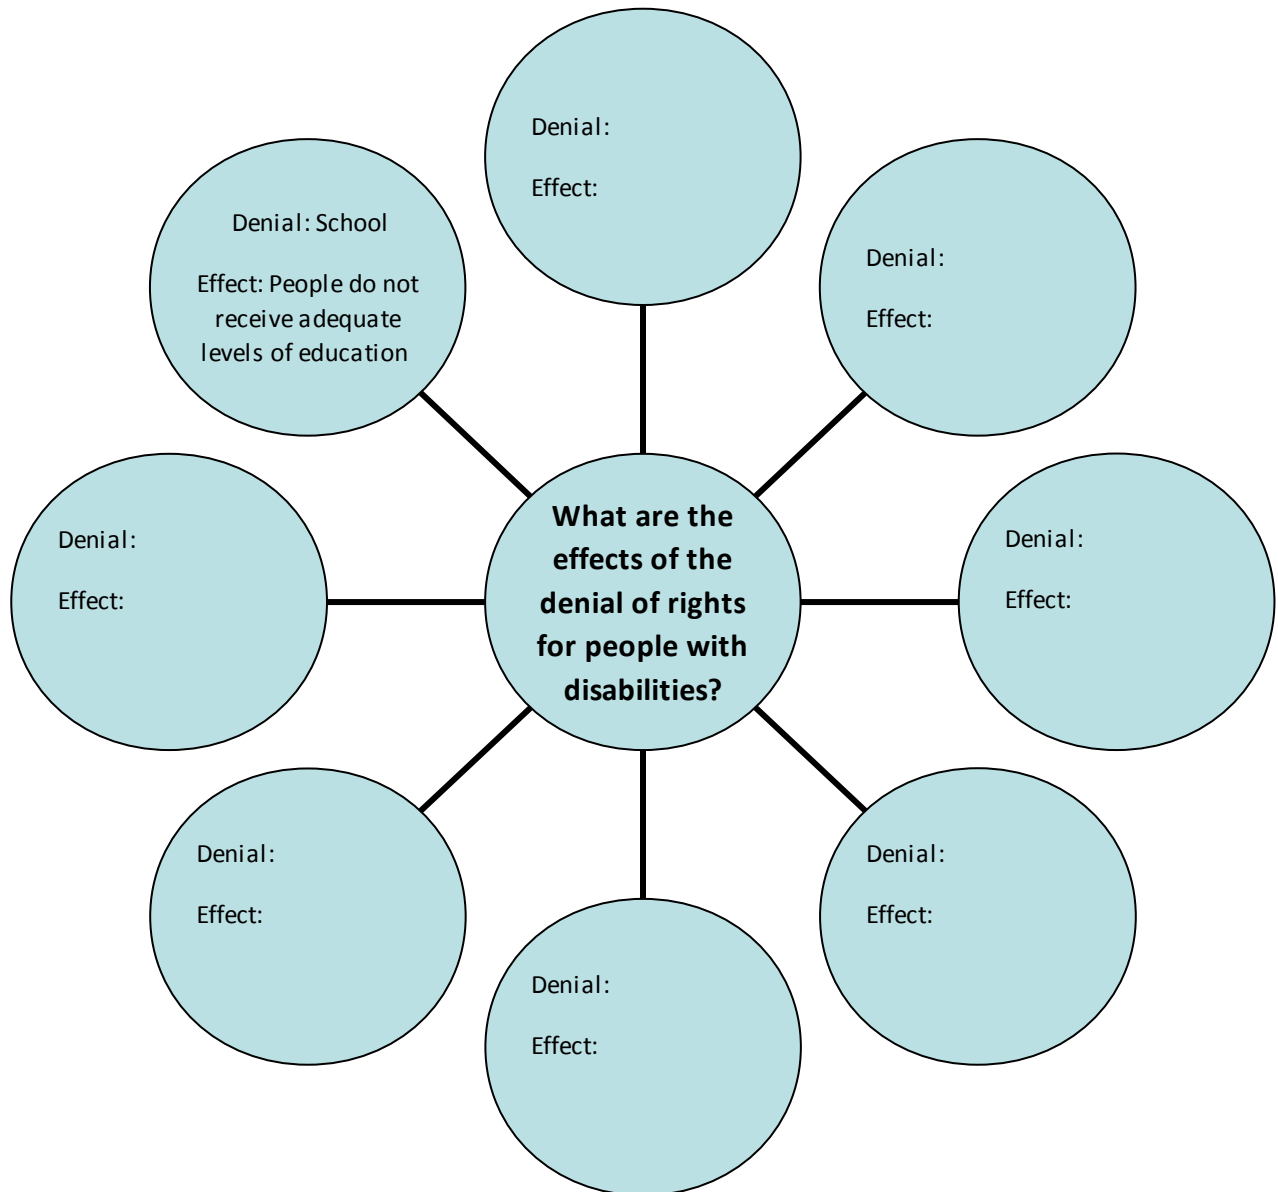 Denial:
Effect:
Denial: School
Effect: People do not
receive adequate
levels of education
Denial:
Effect:
What are the
effects of the
denial of rights
for people with
disabilities?
Denial:
Effect:
Denial:
Effect:
Denial:
Effect:
Denial:
Effect:
Denial:
Effect: